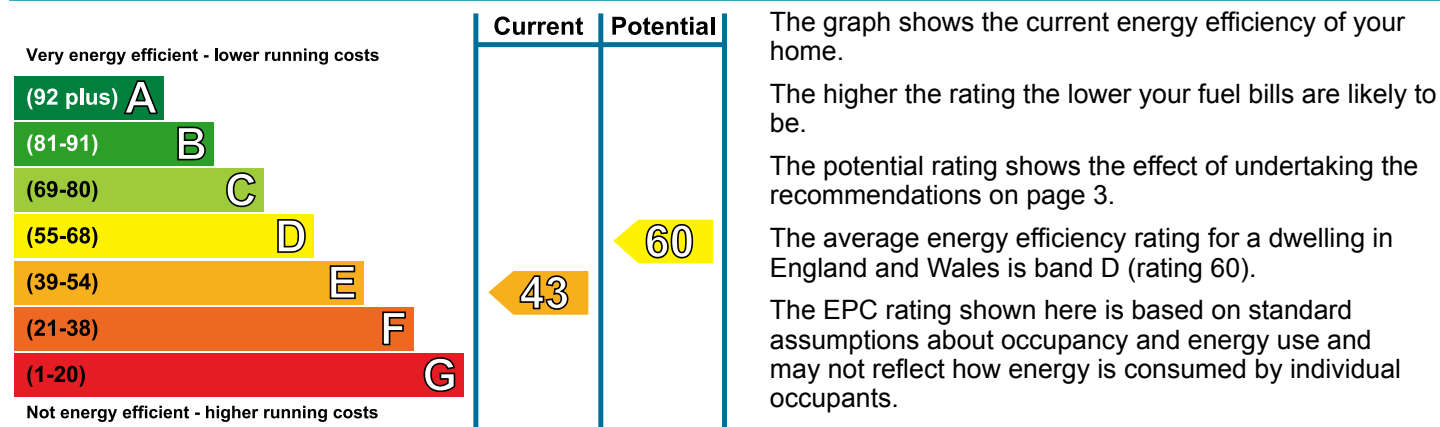 Current Potential
Very energy efficient - lower running costs
(92 plus) A
(81-91) B
(69-80) C
(55-68) D
60
(39-54) E
43
(21-38) F
(1-20) G
Not energy efficient - higher running costs
The graph shows the current energy efficiency of your
home.
The higher the rating the lower your fuel bills are likely to
be.
The potential rating shows the effect of undertaking the
recommendations on page 3.
The average energy efficiency rating for a dwelling in
England and Wales is band D (rating 60).
The EPC rating shown here is based on standard
assumptions about occupancy and energy use and
may not reflect how energy is consumed by individual
occupants.